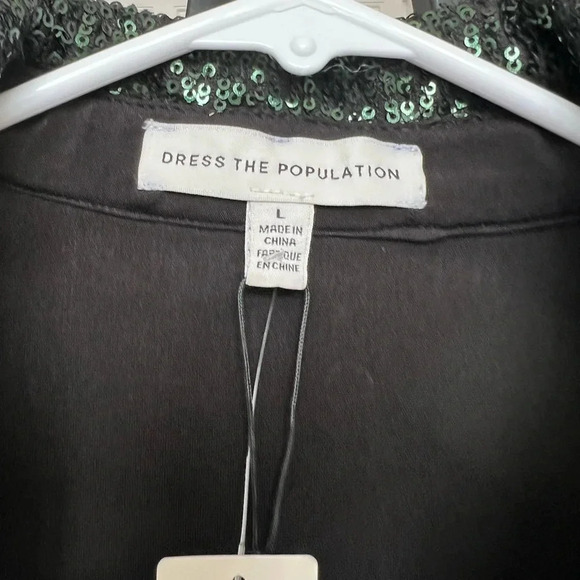 DRESS THE POPULATION
L
MADE IN
CHINA
FABRIQUE
EN CHINE